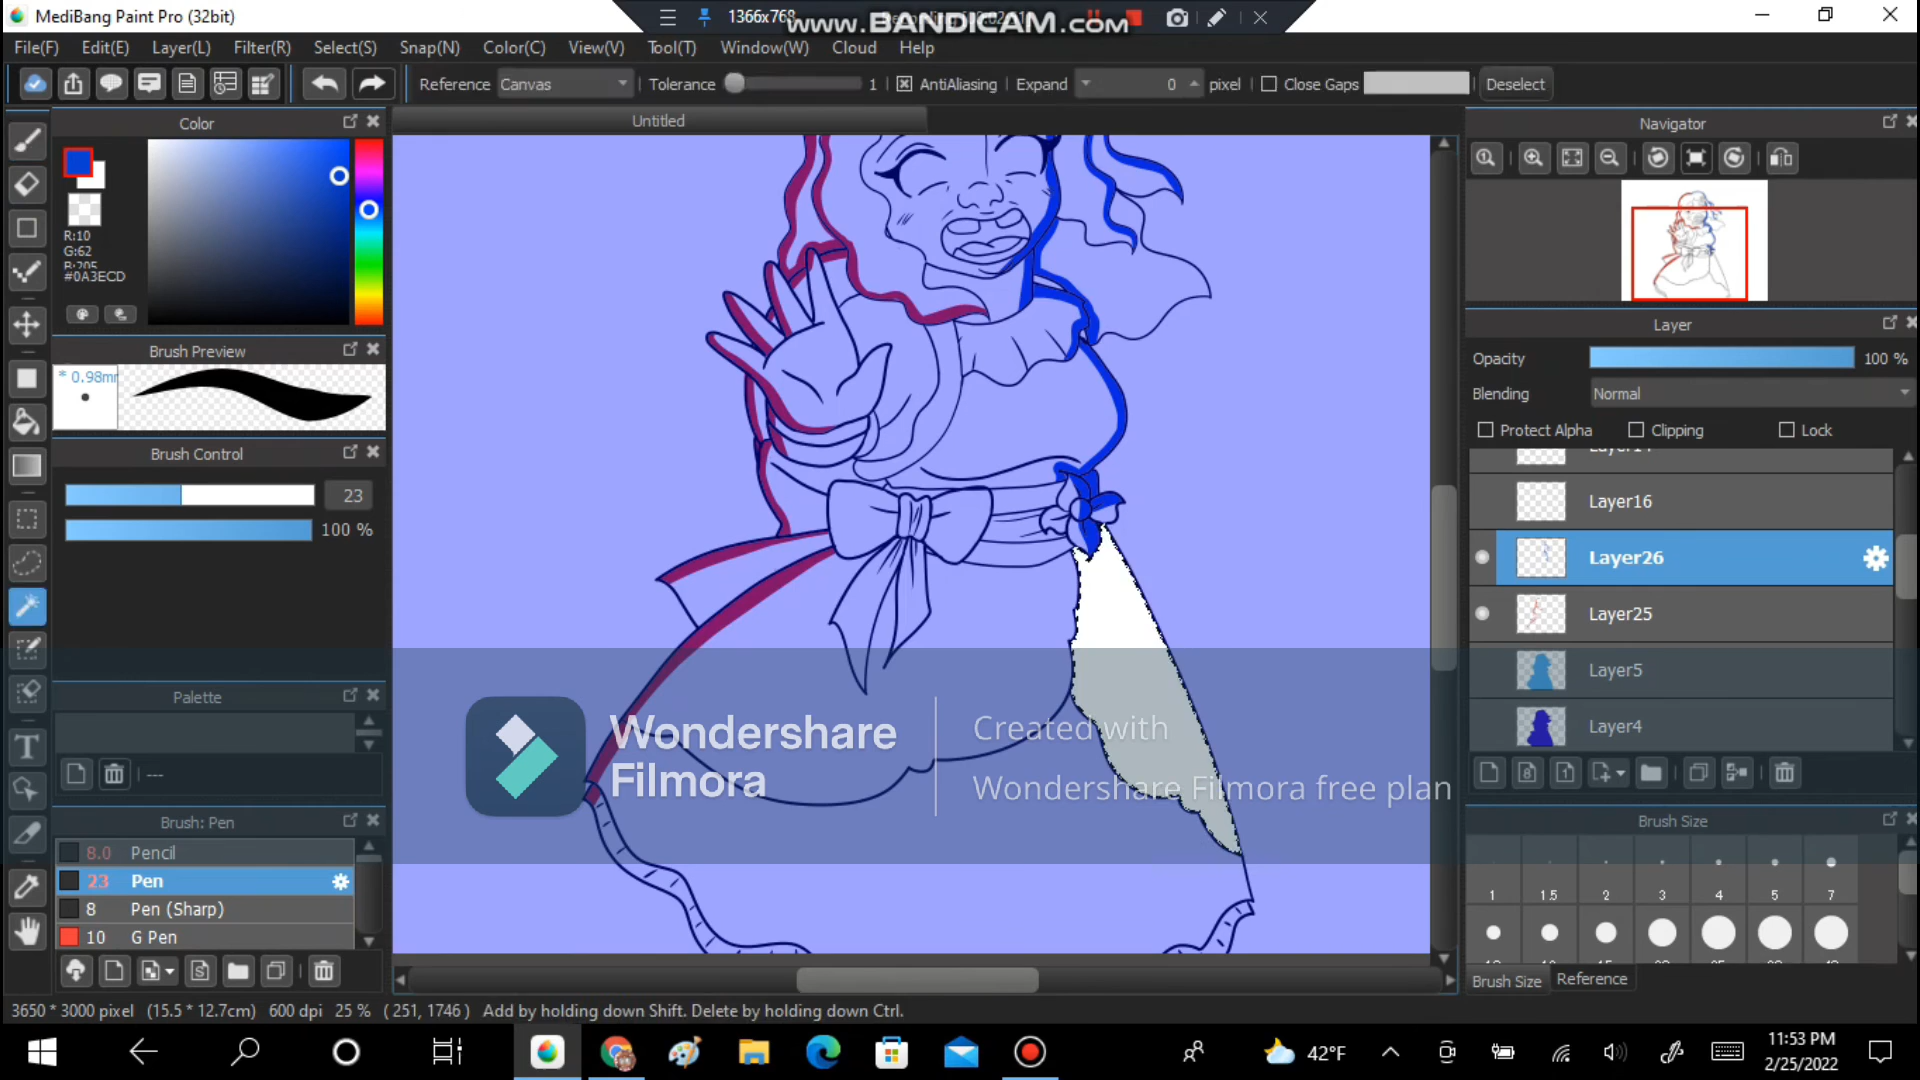 MediBang Paint Pro (32bit)
1366x768
www.BANDICAM.com
File(F) Edit(E) Layer(L) Filter(R) Select(S) Snap(N) Color(C) View(V) Tool(T) Window(W) Cloud Help
Reference Canvas Tolerance 1 AntiAliasing Expand 0 pixel Close Gaps Deselect
Color
Untitled
Navigator
R:10
G:62
B:205
#0A3ECD
Layer
Brush Preview
* 0.98mm
Opacity 100 %
Blending Normal
Protect Alpha Clipping Lock
Brush Control
23
100 %
Layer16
Layer26
Layer25
Layer5
Layer4
Palette
---
Wondershare
Filmora
Created with
Wondershare Filmora free plan
Brush: Pen
8.0 Pencil
23 Pen
8 Pen (Sharp)
10 G Pen
Brush Size
1 1.5 2 3 4 5 7
Brush Size Reference
3650 * 3000 pixel (15.5 * 12.7cm) 600 dpi 25 % ( 251, 1746 ) Add by holding down Shift. Delete by holding down Ctrl.
42°F
11:53 PM
2/25/2022